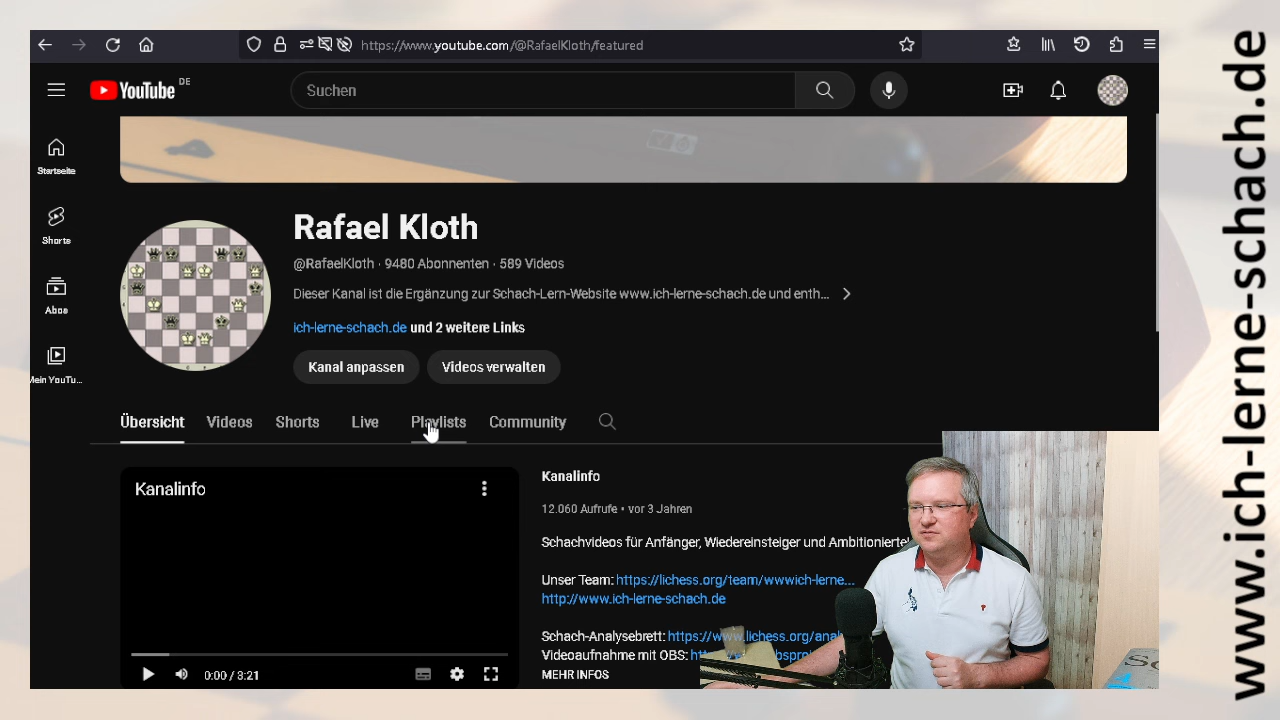 https://www.youtube.com/@RafaelKloth/featured
YouTube DE
Suchen
Startseite
Shorts
Abos
Mein YouTu...
Rafael Kloth
@RafaelKloth · 9480 Abonnenten · 589 Videos
Dieser Kanal ist die Ergänzung zur Schach-Lern-Website www.ich-lerne-schach.de und enth...
ich-lerne-schach.de und 2 weitere Links
Kanal anpassen
Videos verwalten
Übersicht
Videos
Shorts
Live
Playlists
Community
Kanalinfo
0:00 / 3:21
Kanalinfo
12.060 Aufrufe • vor 3 Jahren
Schachvideos für Anfänger, Wiedereinsteiger und Ambitionierte
Unser Team: https://lichess.org/team/wwwich-lerne...
http://www.ich-lerne-schach.de
Schach-Analysebrett: https://www.lichess.org/anal
Videoaufnahme mit OBS:
MEHR INFOS
www.ich-lerne-schach.de